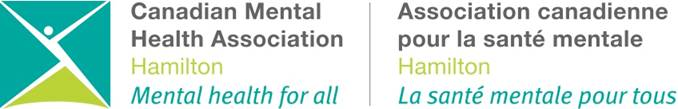 Canadian Mental
Health Association
Hamilton
Mental health for all
Association canadienne
pour la santé mentale
Hamilton
La santé mentale pour tous